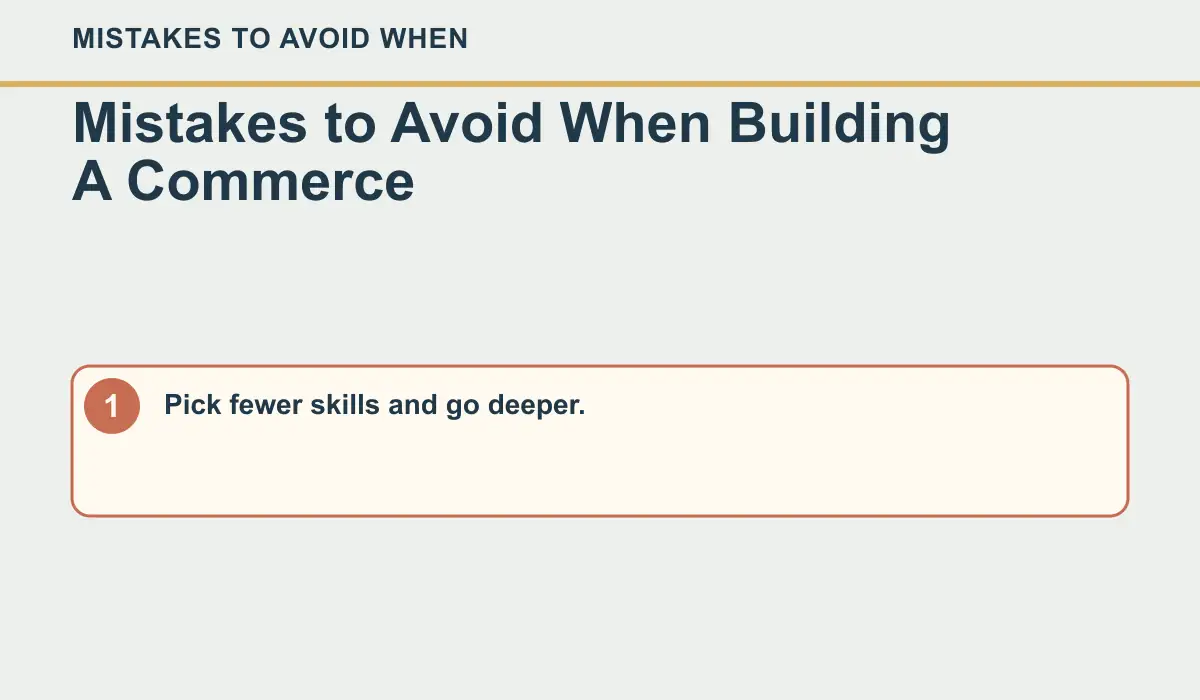 MISTAKES TO AVOID WHEN
Mistakes to Avoid When Building
A Commerce
1 Pick fewer skills and go deeper.